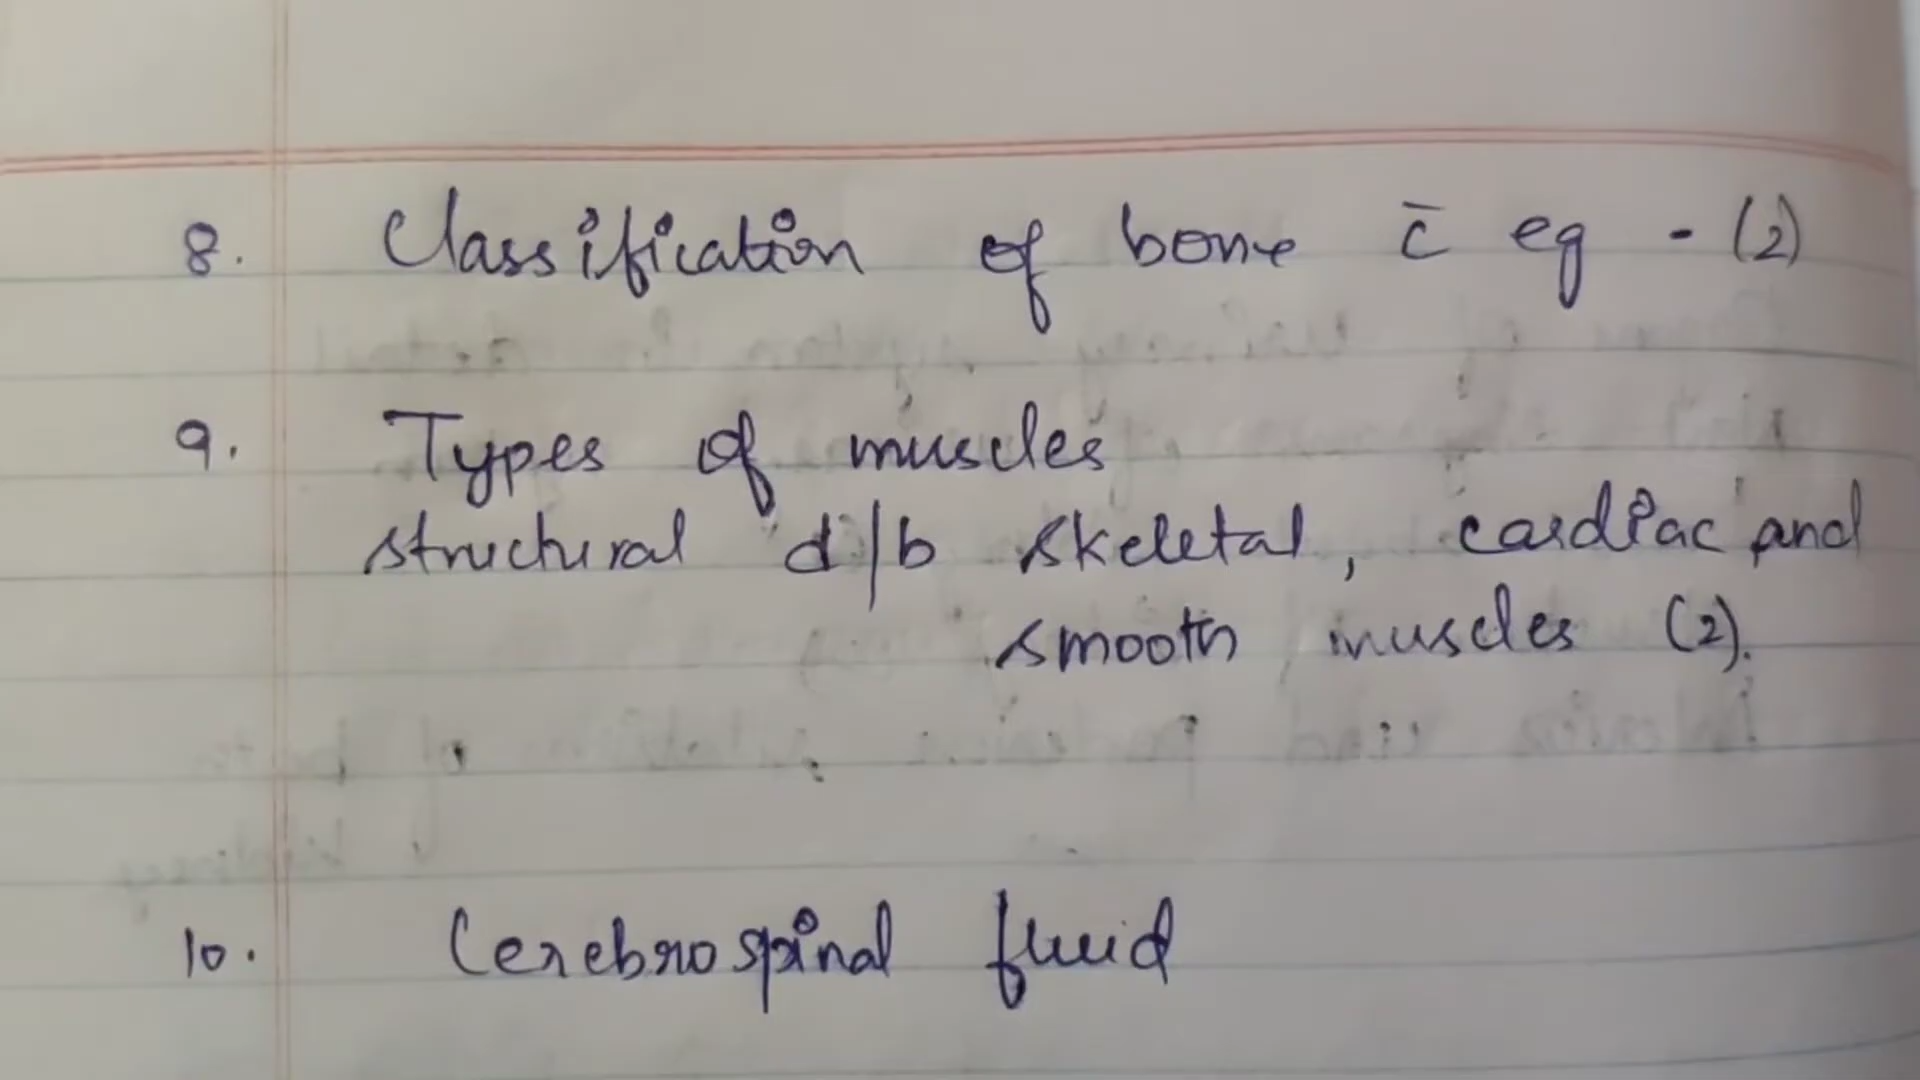 8. Classification of bone c̄ eg - (2)
9. Types of muscles
structural d/b skeletal, cardiac and
smooth muscles (2).
10. Cerebrospinal fluid